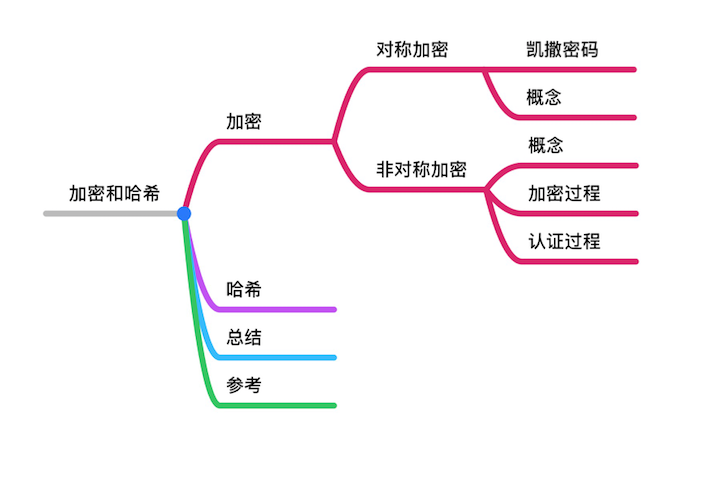 对称加密
凯撒密码
概念
加密
概念
非对称加密
加密过程
加密和哈希
认证过程
哈希
总结
参考